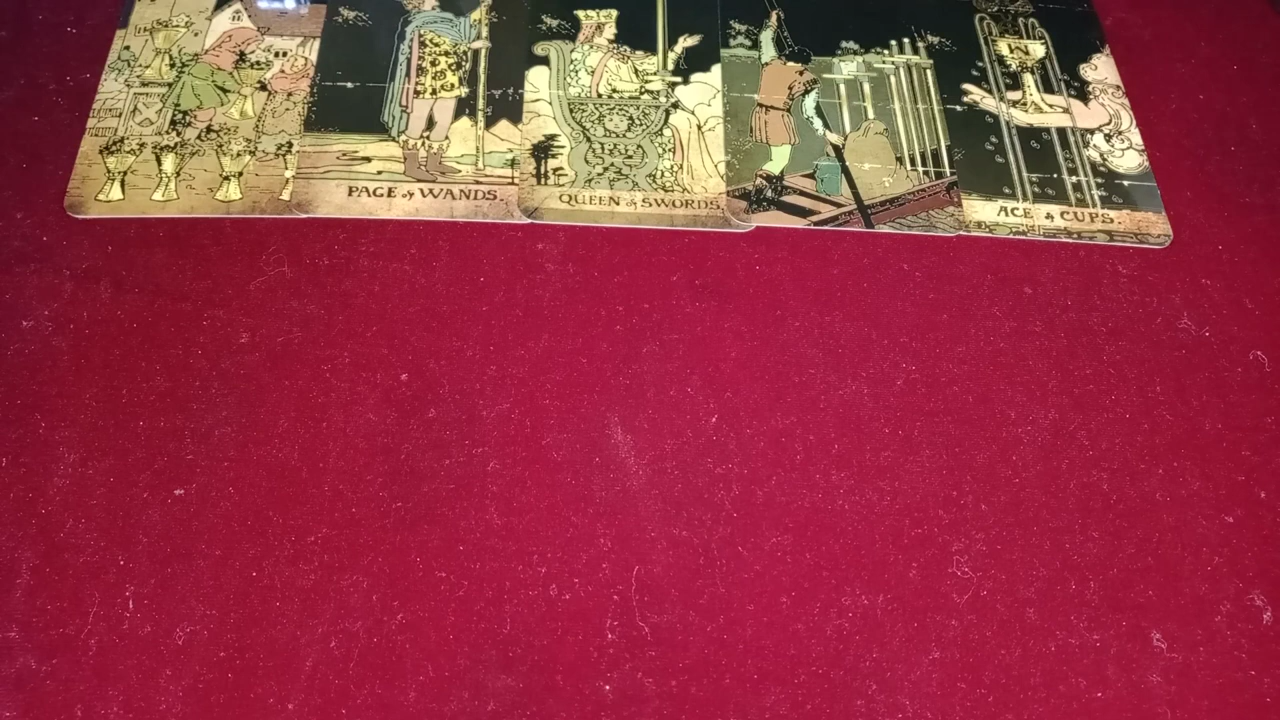 PAGE of WANDS.
QUEEN of SWORDS.
ACE of CUPS.